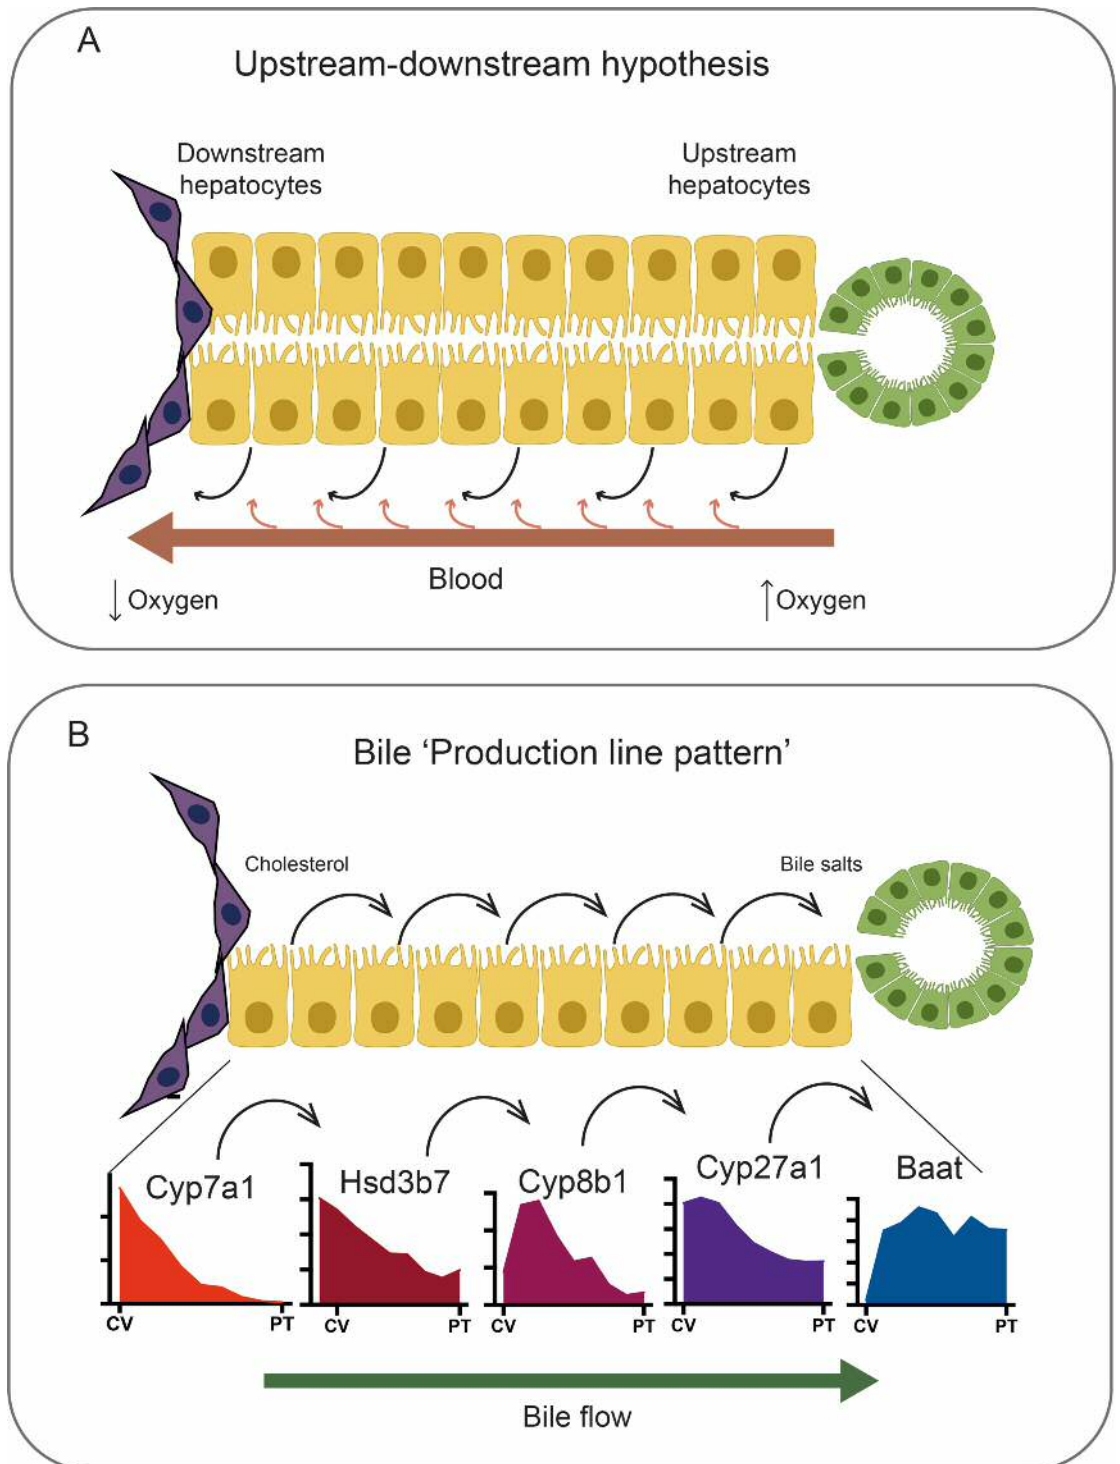 A
Upstream-downstream hypothesis
Downstream
hepatocytes
Upstream
hepatocytes
Blood
↓ Oxygen
↑ Oxygen
B
Bile ‘Production line pattern’
Cholesterol
Bile salts
Cyp7a1
Hsd3b7
Cyp8b1
Cyp27a1
Baat
CV PT
CV PT
CV PT
CV PT
CV PT
Bile flow